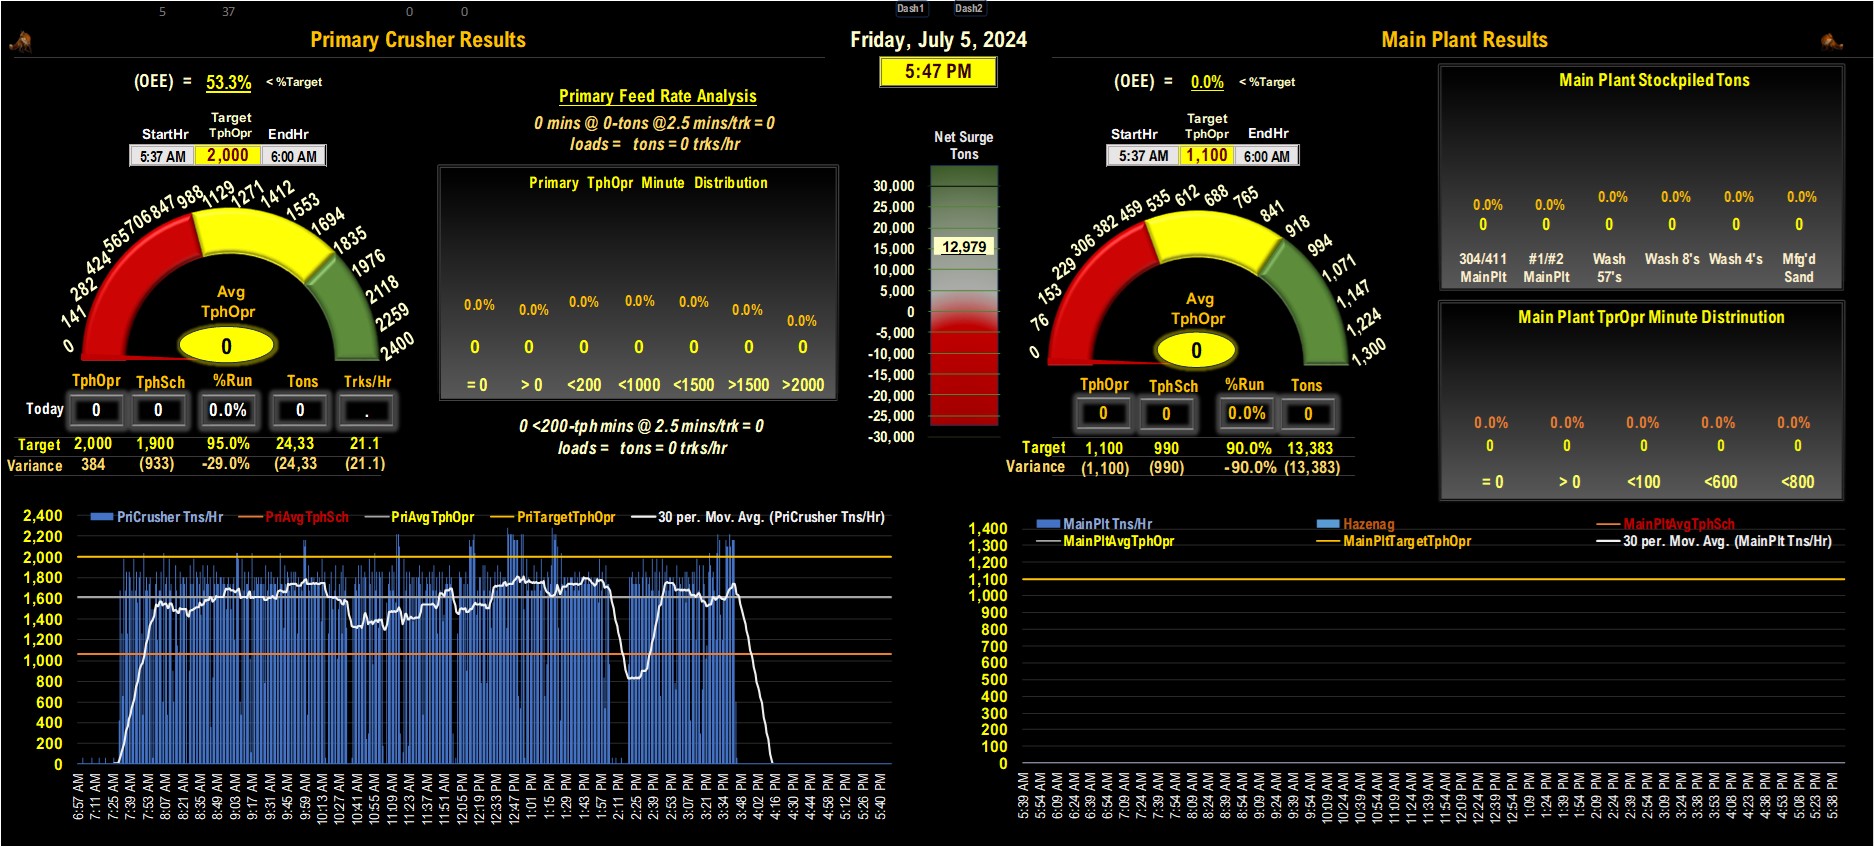 5 37 0 0 Dash1 Dash2
Primary Crusher Results
Friday, July 5, 2024
5:47 PM
Main Plant Results
(OEE) = 53.3% < %Target
Target
StartHr TphOpr EndHr
5:37 AM 2,000 6:00 AM
0 141 282 424 565 706 847 988 1129 1271 1412 1553 1694 1835 1976 2118 2259 2400
Avg
TphOpr
0
TphOpr TphSch %Run Tons Trks/Hr
Today 0 0 0.0% 0 .
Target 2,000 1,900 95.0% 24,33 21.1
Variance 384 (933) -29.0% (24,33 (21.1)
Primary Feed Rate Analysis
0 mins @ 0-tons @2.5 mins/trk = 0
loads = tons = 0 trks/hr
Primary TphOpr Minute Distribution
0.0% 0.0% 0.0% 0.0% 0.0% 0.0% 0.0%
0 0 0 0 0 0 0
= 0 > 0 <200 <1000 <1500 >1500 >2000
0 <200-tph mins @ 2.5 mins/trk = 0
loads = tons = 0 trks/hr
Net Surge
Tons
30,000
25,000
20,000
15,000
12,979
10,000
5,000
0
-5,000
-10,000
-15,000
-20,000
-25,000
-30,000
(OEE) = 0.0% < %Target
Target
StartHr TphOpr EndHr
5:37 AM 1,100 6:00 AM
0 76 153 229 306 382 459 535 612 688 765 841 918 994 1,071 1,147 1,224 1,300
Avg
TphOpr
0
TphOpr TphSch %Run Tons
0 0 0.0% 0
Target 1,100 990 90.0% 13,383
Variance (1,100) (990) -90.0% (13,383)
Main Plant Stockpiled Tons
0.0% 0.0% 0.0% 0.0% 0.0% 0.0%
0 0 0 0 0 0
304/411 #1/#2 Wash Wash 8's Wash 4's Mfg'd
MainPlt MainPlt 57's Sand
Main Plant TprOpr Minute Distrinution
0.0% 0.0% 0.0% 0.0% 0.0%
0 0 0 0 0
= 0 > 0 <100 <600 <800
PriCrusher Tns/Hr PriAvgTphSch PriAvgTphOpr PriTargetTphOpr 30 per. Mov. Avg. (PriCrusher Tns/Hr)
2,400
2,200
2,000
1,800
1,600
1,400
1,200
1,000
800
600
400
200
0
6:57 AM 7:11 AM 7:25 AM 7:39 AM 7:53 AM 8:07 AM 8:21 AM 8:35 AM 8:49 AM 9:03 AM 9:17 AM 9:31 AM 9:45 AM 9:59 AM 10:13 AM 10:27 AM 10:41 AM 10:55 AM 11:09 AM 11:23 AM 11:37 AM 11:51 AM 12:05 PM 12:19 PM 12:33 PM 12:47 PM 1:01 PM 1:15 PM 1:29 PM 1:43 PM 1:57 PM 2:11 PM 2:25 PM 2:39 PM 2:53 PM 3:07 PM 3:21 PM 3:34 PM 3:48 PM 4:02 PM 4:16 PM 4:30 PM 4:44 PM 4:58 PM 5:12 PM 5:26 PM 5:40 PM
MainPlt Tns/Hr Hazenag MainPltAvgTphSch
MainPltAvgTphOpr MainPltTargetTphOpr 30 per. Mov. Avg. (MainPlt Tns/Hr)
1,400
1,300
1,200
1,100
1,000
900
800
700
600
500
400
300
200
100
0
5:39 AM 5:54 AM 6:09 AM 6:24 AM 6:39 AM 6:54 AM 7:09 AM 7:24 AM 7:39 AM 7:54 AM 8:09 AM 8:24 AM 8:39 AM 8:54 AM 9:09 AM 9:24 AM 9:39 AM 9:54 AM 10:09 AM 10:24 AM 10:39 AM 10:54 AM 11:09 AM 11:24 AM 11:39 AM 11:54 AM 12:09 PM 12:24 PM 12:39 PM 12:54 PM 1:09 PM 1:24 PM 1:39 PM 1:54 PM 2:09 PM 2:24 PM 2:39 PM 2:54 PM 3:09 PM 3:24 PM 3:38 PM 3:53 PM 4:08 PM 4:23 PM 4:38 PM 4:53 PM 5:08 PM 5:23 PM 5:38 PM